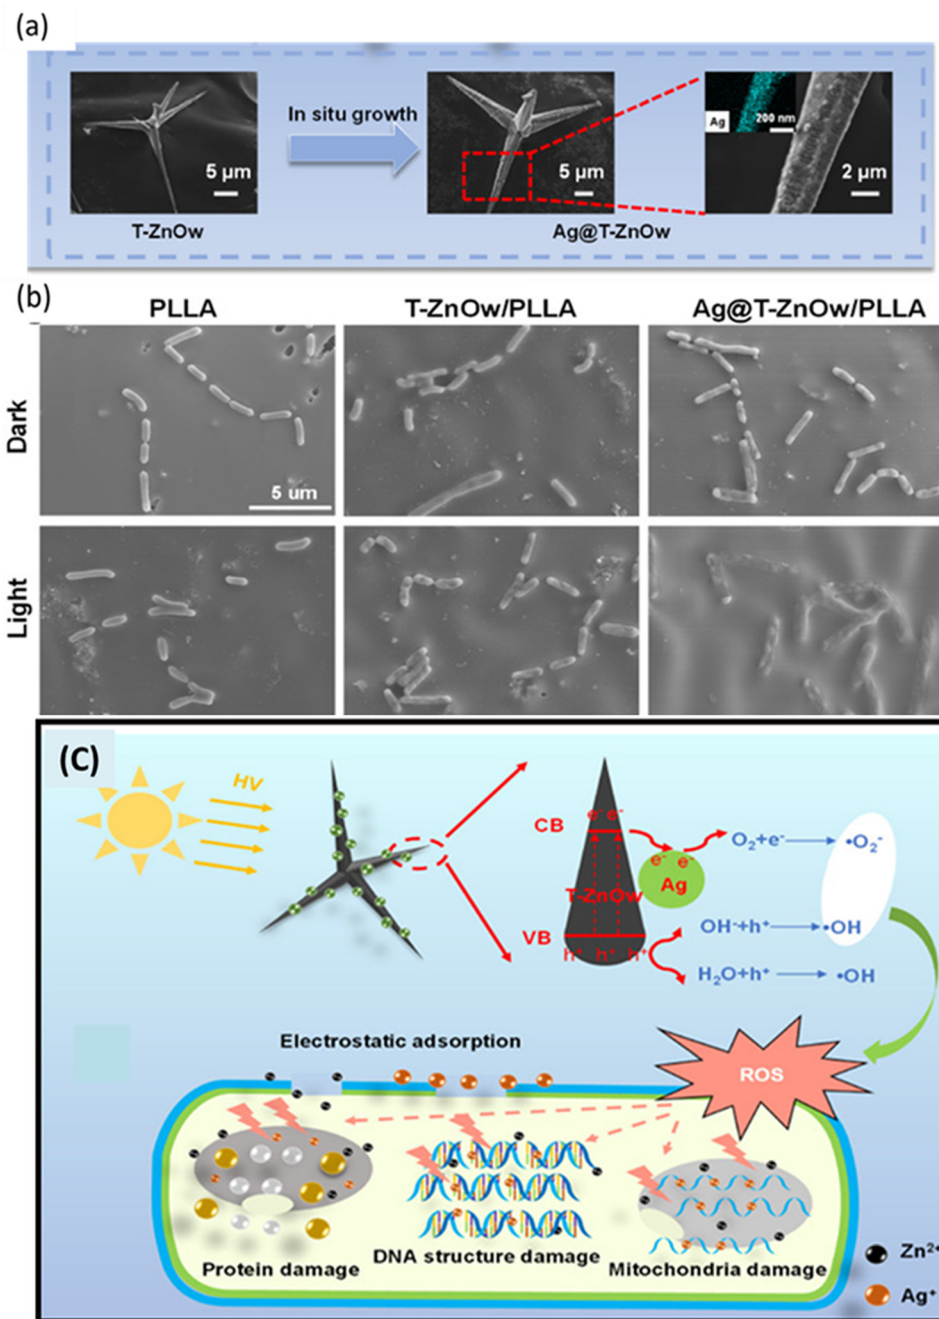 (a)
In situ growth
5 µm
5 µm
Ag
200 nm
2 µm
T-ZnOw
Ag@T-ZnOw
(b)
PLLA
T-ZnOw/PLLA
Ag@T-ZnOw/PLLA
Dark
5 um
Light
(C)
HV
CB
e⁻ e⁻
e⁻ e⁻
Ag
T-ZnOw
VB
h⁺ h⁺ h⁺
O₂+e⁻ → •O₂⁻
OH⁻+h⁺ → •OH
H₂O+h⁺ → •OH
Electrostatic adsorption
ROS
Protein damage
DNA structure damage
Mitochondria damage
Zn²⁺
Ag⁺